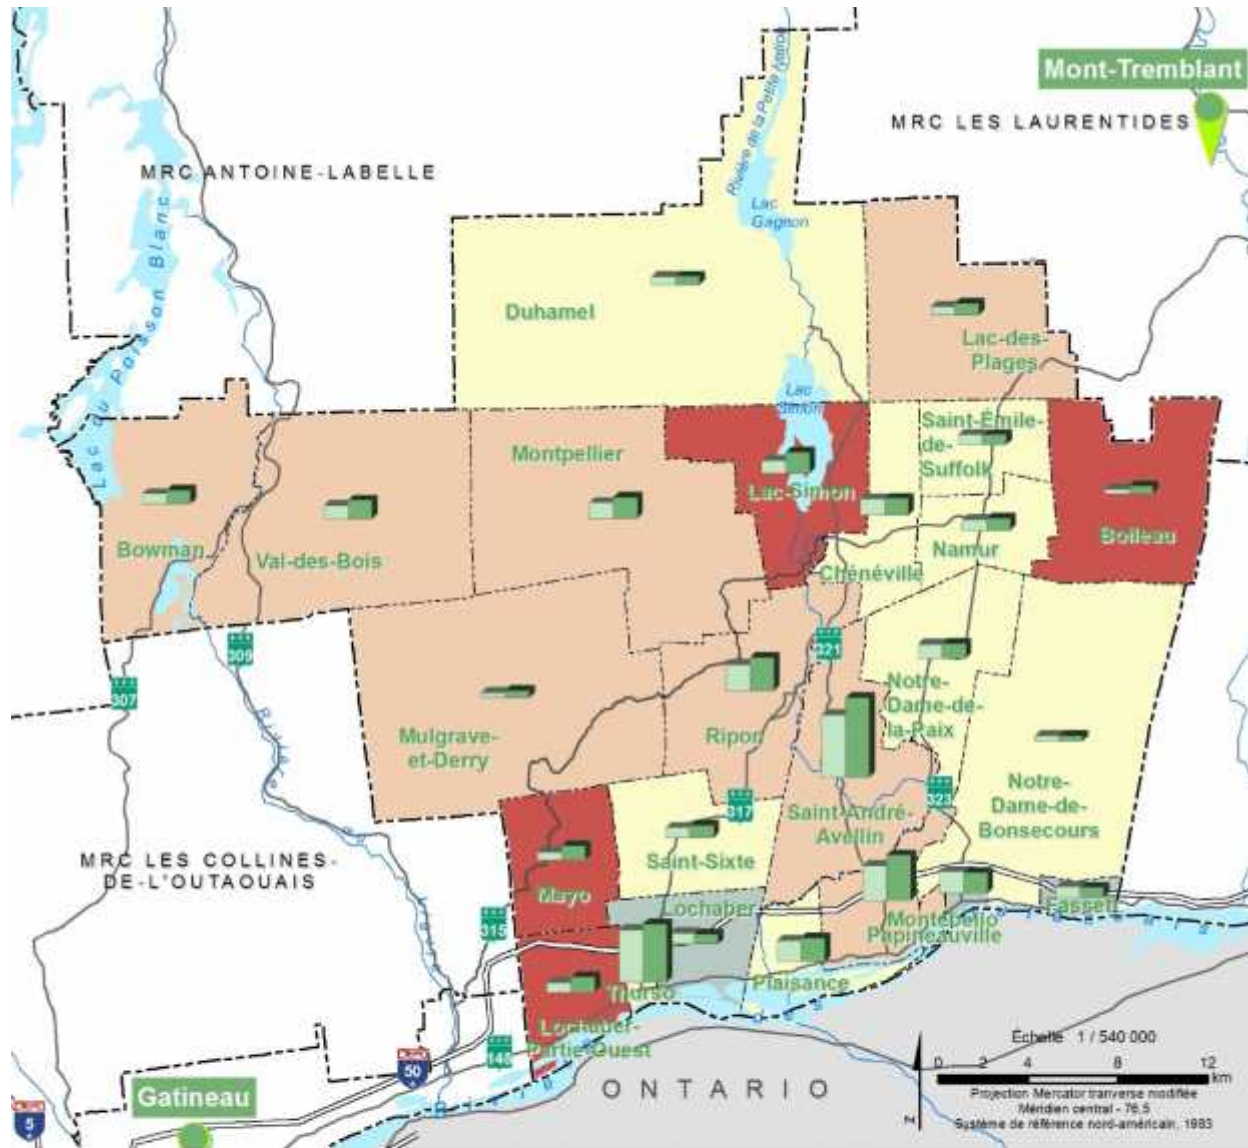 Mont-Tremblant
MRC LES LAURENTIDES
MRC ANTOINE-LABELLE
Rivière de la Petite Nation
Lac
Gagnon
Lac du Poisson Blanc
Duhamel
Lac-des-
Plages
Lac
Simon
Saint-Émile-
de-
Suffolk
Montpellier
Lac-Simon
Boileau
Bowman
Val-des-Bois
Namur
Chénéville
309
321
307
Notre-
Dame-de-
la-Paix
Mulgrave-
et-Derry
Ripon
Notre-
Dame-de-
Bonsecours
323
317
Saint-André-
Avellin
MRC LES COLLINES-
DE-L'OUTAOUAIS
Saint-Sixte
Mayo
Lochaber
Fassett
Montebello
Papineauville
315
Plaisance
Thurso
Lochaber-
Partie-Ouest
148
50
ONTARIO
Gatineau
5
Échelle 1 / 540 000
0 2 4 8 12
km
Projection Mercator tranverse modifiée
Méridien central - 76,5
Système de référence nord-américain, 1983
N